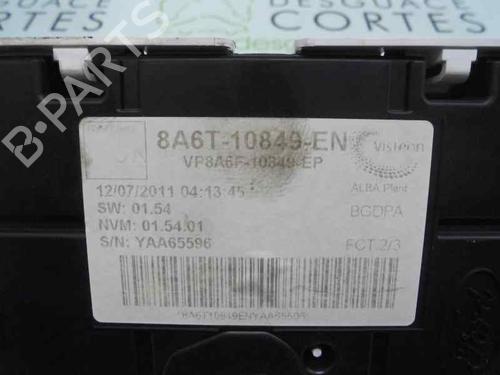 DESGUACE
CORTES
B-PARTS
8A6T-10849-EN
VP8A6F-10849-EP
Visteon
12/07/2011 04:13:45
ALBA Plant
SW: 01.54
BGDPA
NVM: 01.54.01
S/N: YAA65596
FCT 2/3
8A6T10849ENYAA65596
Ford